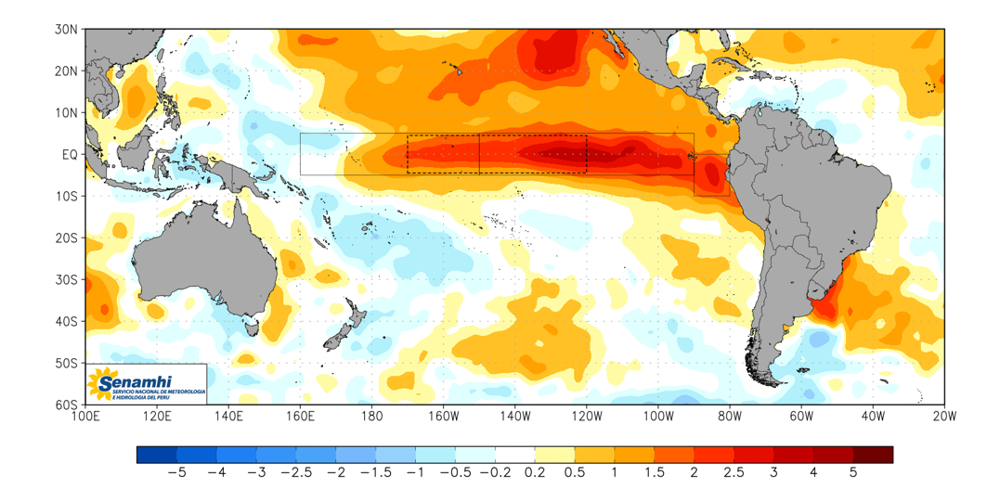 30N
20N
10N
EQ
10S
20S
30S
40S
50S
60S
Senamhi
SERVICIO NACIONAL DE METEOROLOGIA
E HIDROLOGIA DEL PERU
100E 120E 140E 160E 180 160W 140W 120W 100W 80W 60W 40W 20W
−5 −4 −3 −2.5 −2 −1.5 −1 −0.5 −0.2 0.2 0.5 1 1.5 2 2.5 3 4 5